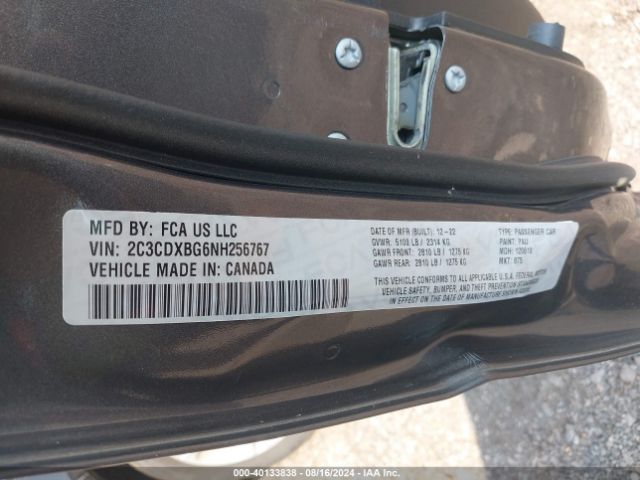 MFD BY: FCA US LLC
VIN: 2C3CDXBG6NH256767
VEHICLE MADE IN: CANADA
DATE OF MFR (BUILT): 12-22
GVWR: 5103 LB / 2314 KG
GAWR FRONT: 2810 LB / 1275 KG
GAWR REAR: 2810 LB / 1275 KG
TYPE: PASSENGER CAR
PAINT: PAU
MDH: 120613
MKT: 875
THIS VEHICLE CONFORMS TO ALL APPLICABLE U.S.A. FEDERAL MOTOR
VEHICLE SAFETY, BUMPER, AND THEFT PREVENTION STANDARDS
IN EFFECT ON THE DATE OF MANUFACTURE SHOWN ABOVE.
000-40133838 - 08/16/2024 - IAA Inc.